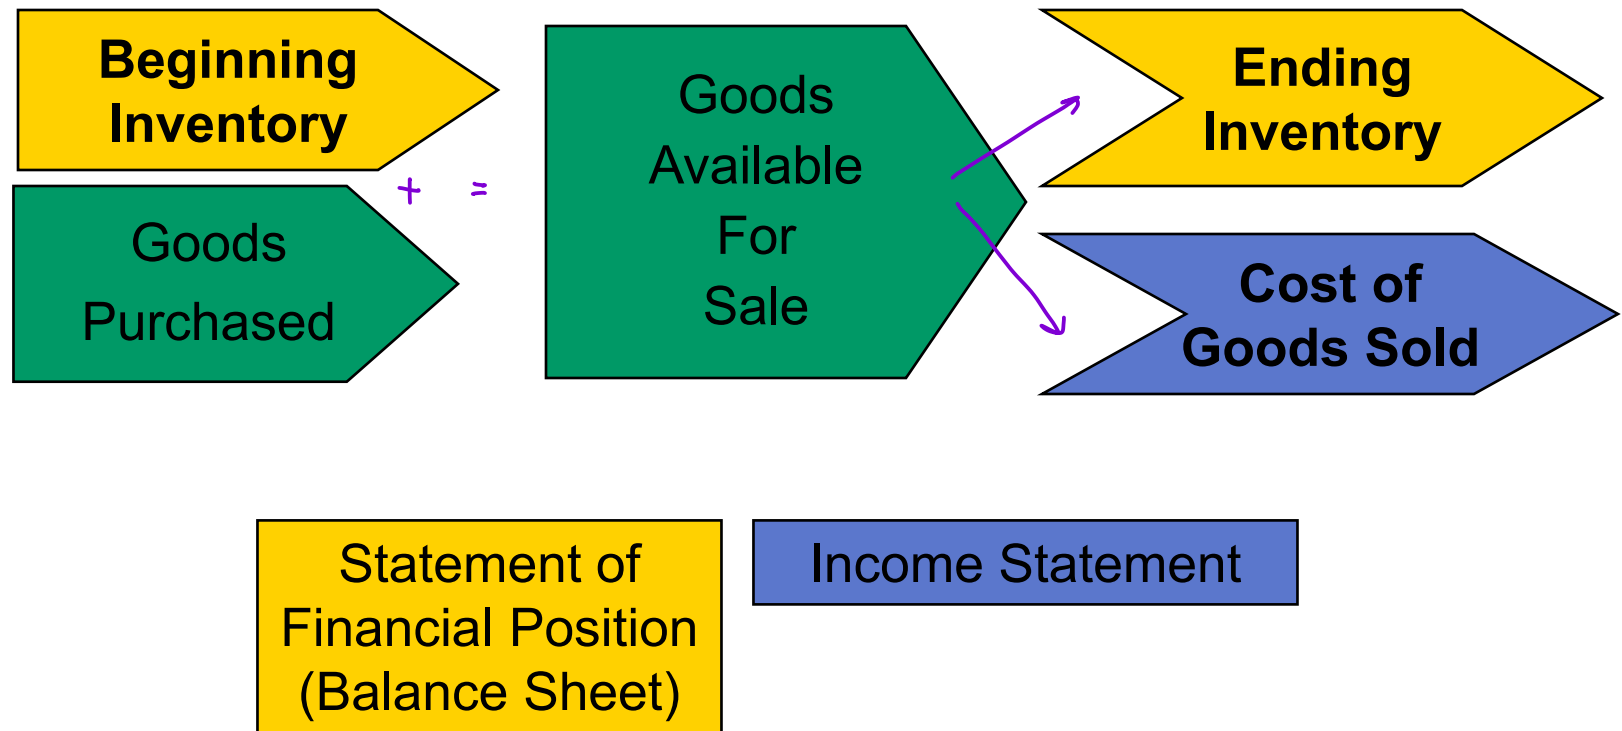 Beginning
Inventory
Goods
Purchased
+ =
Goods
Available
For
Sale
Ending
Inventory
Cost of
Goods Sold
Statement of
Financial Position
(Balance Sheet)
Income Statement